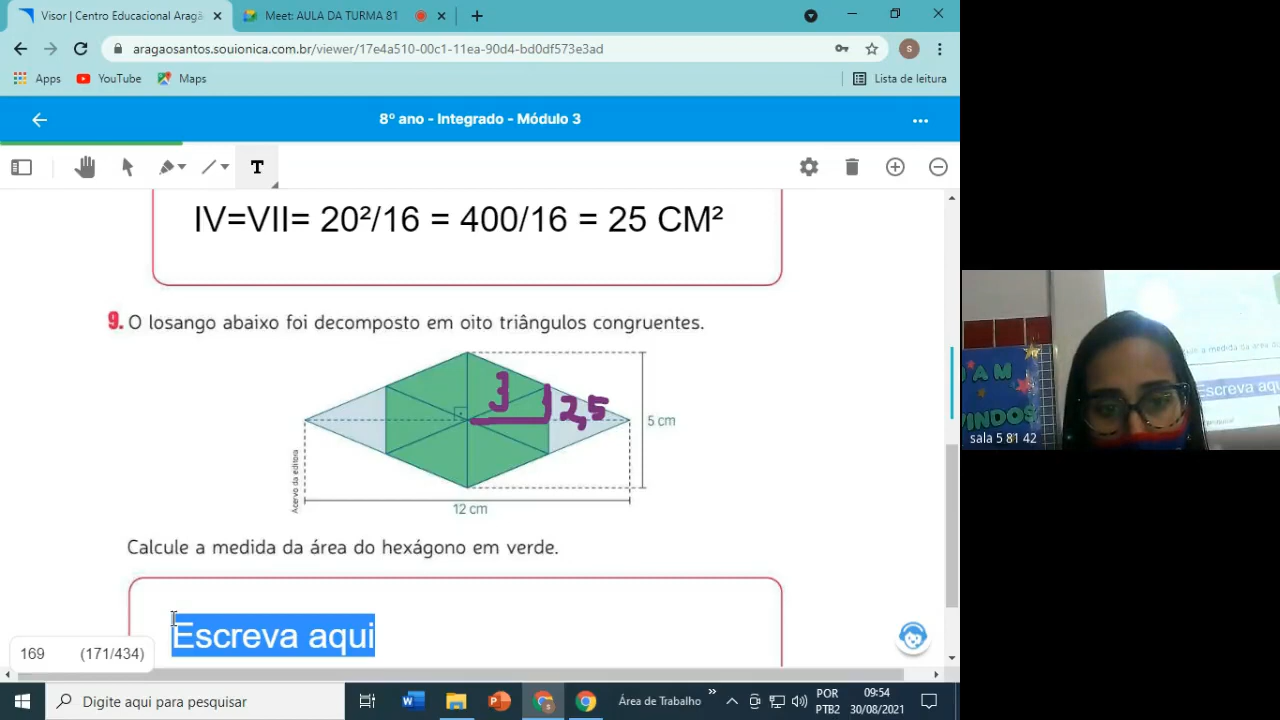 Visor | Centro Educacional Aragã
Meet: AULA DA TURMA 81
aragaosantos.souionica.com.br/viewer/17e4a510-00c1-11ea-90d4-bd0df573e3ad
s
Apps
YouTube
Maps
Lista de leitura
8º ano - Integrado - Módulo 3
T
IV=VII= 20²/16 = 400/16 = 25 CM²
9. O losango abaixo foi decomposto em oito triângulos congruentes.
3
2,5
5 cm
Acervo da editora
12 cm
Calcule a medida da área do hexágono em verde.
Escreva aqui
169 (171/434)
Digite aqui para pesquisar
Área de Trabalho
POR
PTB2
09:54
30/08/2021
sala 5 81 42
Escreva aqu